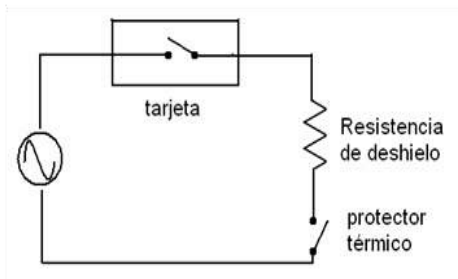 tarjeta
Resistencia
de deshielo
protector
térmico